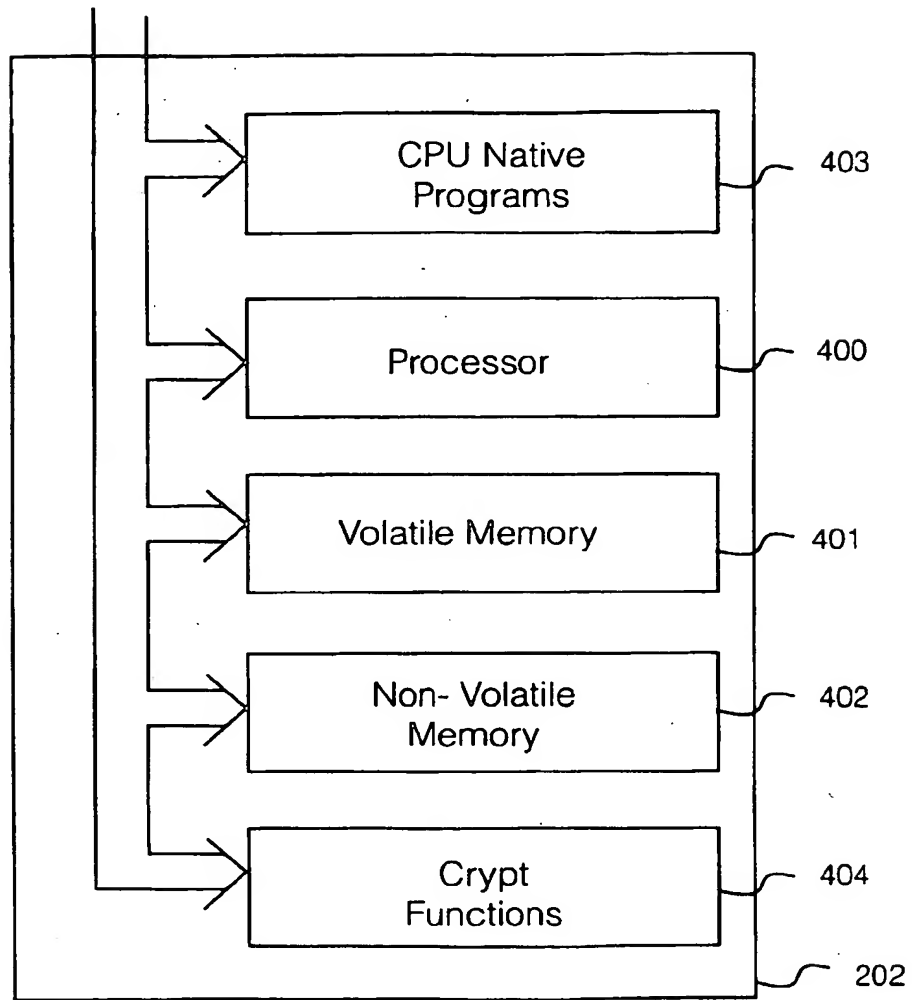 CPU Native
Programs
403
Processor
400
Volatile Memory
401
Non- Volatile
Memory
402
Crypt
Functions
404
202